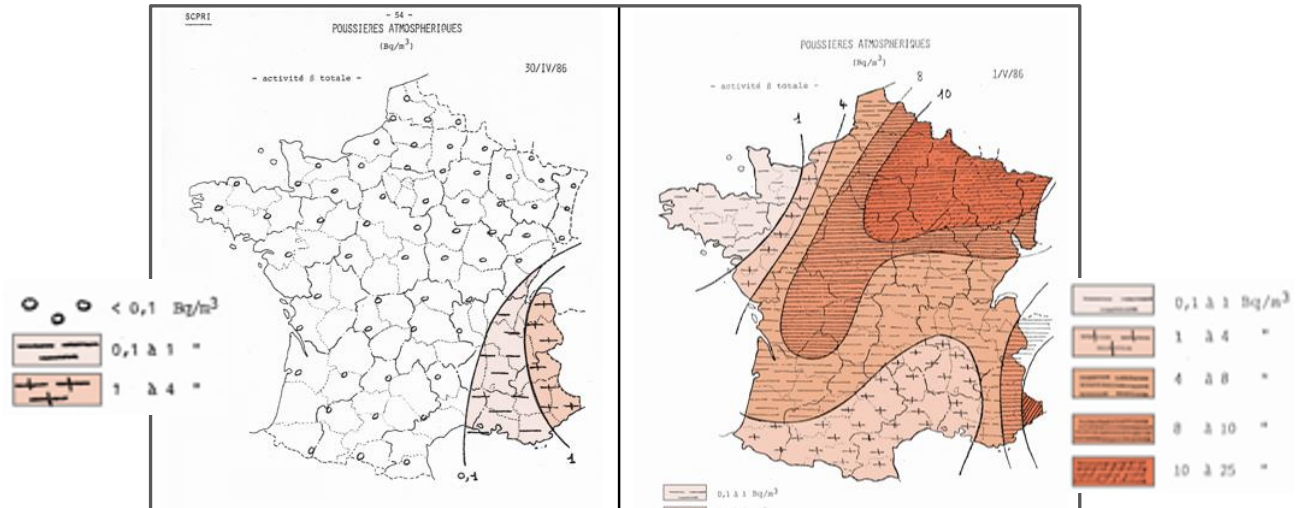 SCPRI
- 54 -
POUSSIERES ATMOSPHERIQUES
(Bq/m³)
30/IV/86
- activité β totale -
< 0,1 Bq/m³
0,1 à 1 "
1 à 4 "
0,1
1
POUSSIERES ATMOSPHERIQUES
(Bq/m³)
8
1/V/86
- activité β totale -
4
10
1
0,1 à 1 Bq/m³
1 à 4 "
4 à 8 "
8 à 10 "
10 à 25 "
0,1 à 1 Bq/m³